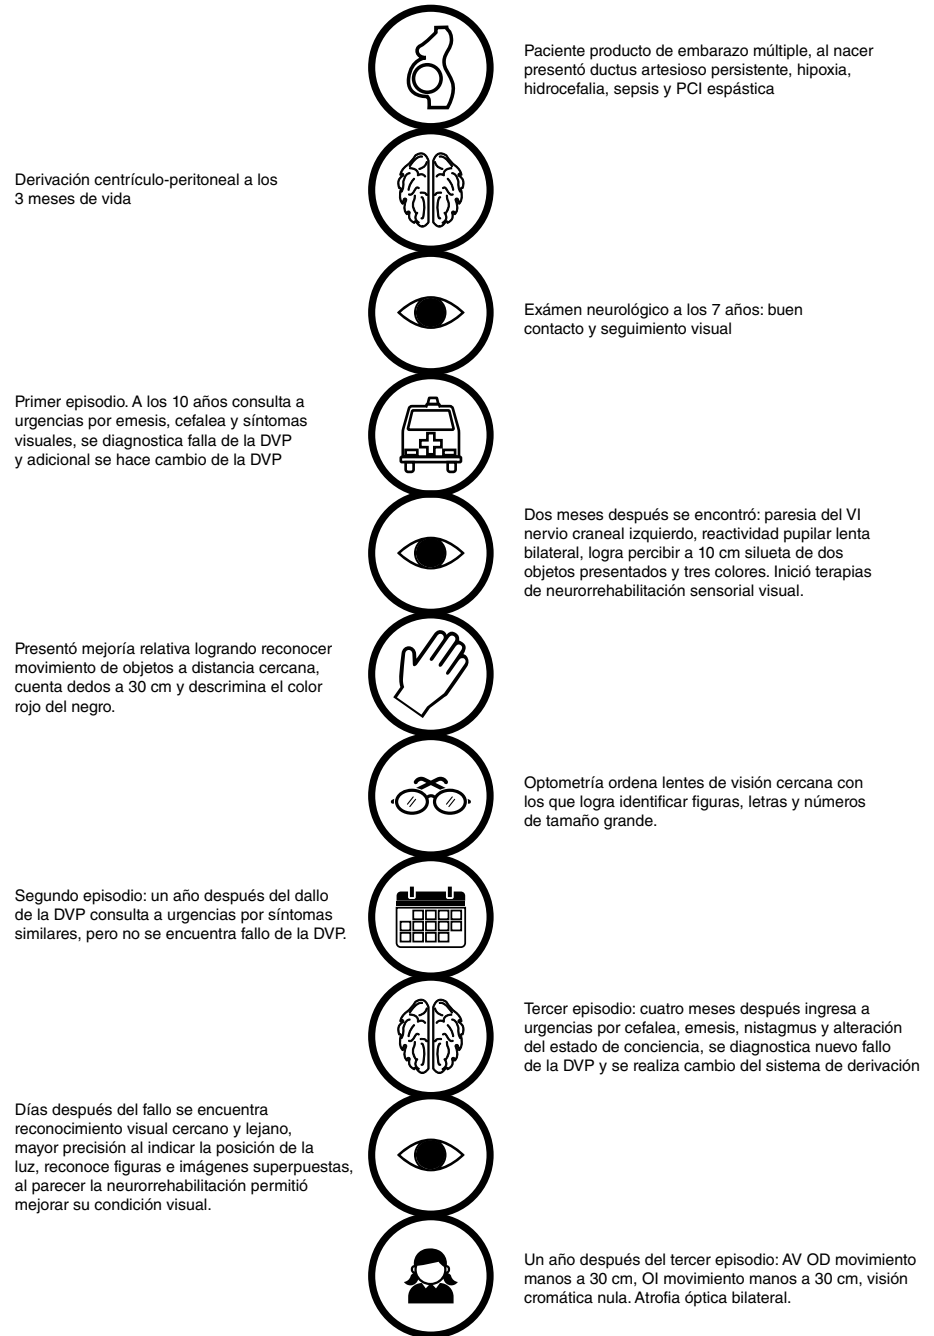 Paciente producto de embarazo múltiple, al nacer
presentó ductus artesioso persistente, hipoxia,
hidrocefalia, sepsis y PCI espástica
Derivación centrículo-peritoneal a los
3 meses de vida
Exámen neurológico a los 7 años: buen
contacto y seguimiento visual
Primer episodio. A los 10 años consulta a
urgencias por emesis, cefalea y síntomas
visuales, se diagnostica falla de la DVP
y adicional se hace cambio de la DVP
Dos meses después se encontró: paresia del VI
nervio craneal izquierdo, reactividad pupilar lenta
bilateral, logra percibir a 10 cm silueta de dos
objetos presentados y tres colores. Inició terapias
de neurorrehabilitación sensorial visual.
Presentó mejoría relativa logrando reconocer
movimiento de objetos a distancia cercana,
cuenta dedos a 30 cm y descrimina el color
rojo del negro.
Optometría ordena lentes de visión cercana con
los que logra identificar figuras, letras y números
de tamaño grande.
Segundo episodio: un año después del dallo
de la DVP consulta a urgencias por síntomas
similares, pero no se encuentra fallo de la DVP.
Tercer episodio: cuatro meses después ingresa a
urgencias por cefalea, emesis, nistagmus y alteración
del estado de conciencia, se diagnostica nuevo fallo
de la DVP y se realiza cambio del sistema de derivación
Días después del fallo se encuentra
reconocimiento visual cercano y lejano,
mayor precisión al indicar la posición de la
luz, reconoce figuras e imágenes superpuestas,
al parecer la neurorrehabilitación permitió
mejorar su condición visual.
Un año después del tercer episodio: AV OD movimiento
manos a 30 cm, OI movimiento manos a 30 cm, visión
cromática nula. Atrofia óptica bilateral.